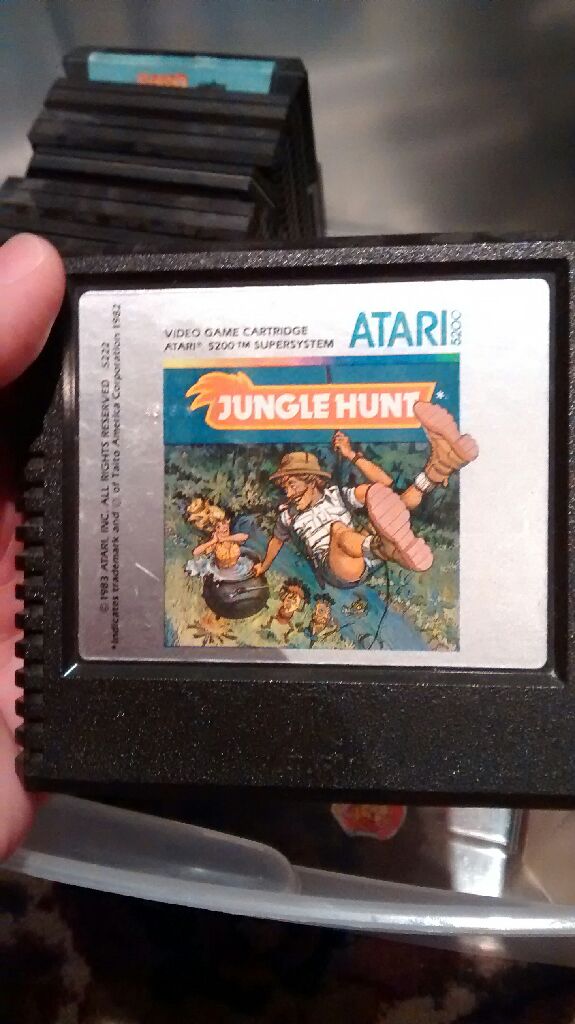 VIDEO GAME CARTRIDGE
ATARI® 5200™ SUPERSYSTEM
ATARI 5200
JUNGLE HUNT*
© 1983 ATARI, INC. ALL RIGHTS RESERVED 5222
*Indicates trademark and © of Taito America Corporation 1982